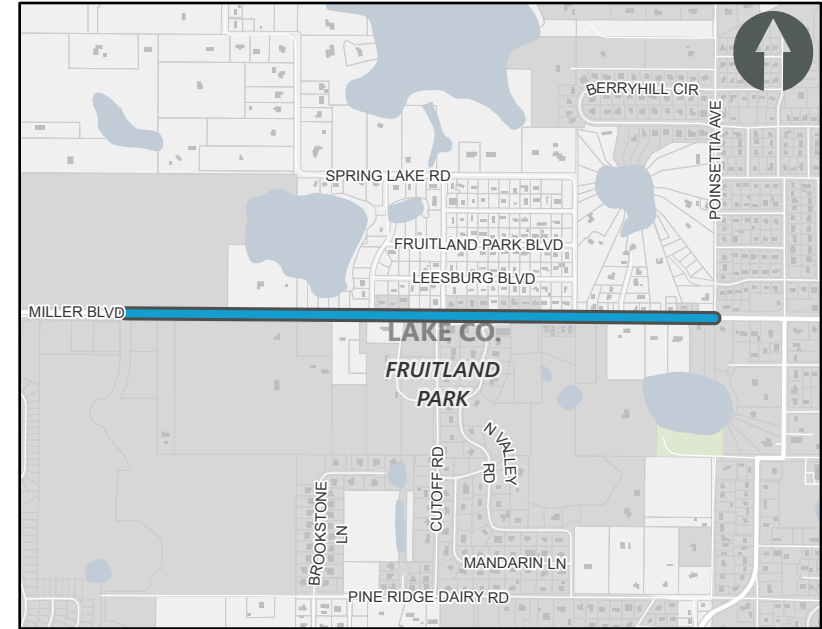 BERRYHILL CIR
POINSETTIA AVE
SPRING LAKE RD
FRUITLAND PARK BLVD
LEESBURG BLVD
MILLER BLVD
LAKE CO.
FRUITLAND
PARK
N VALLEY
RD
CUTOFF RD
BROOKSTONE
LN
MANDARIN LN
PINE RIDGE DAIRY RD